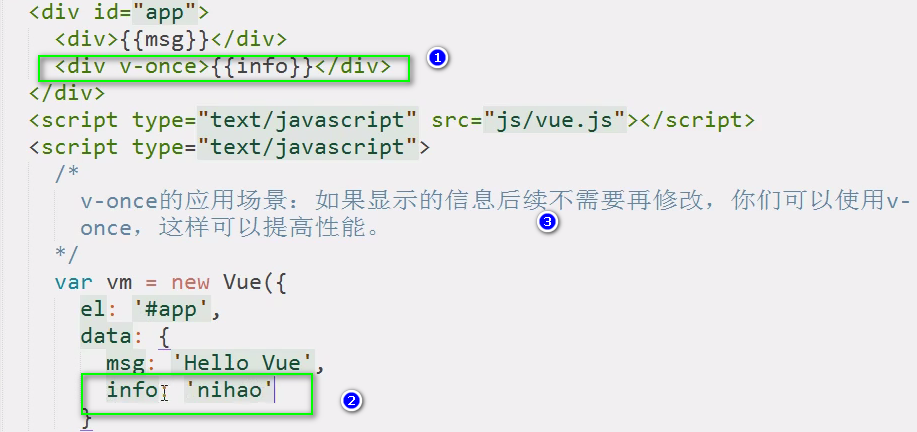 <div id="app">
<div>{{msg}}</div>
<div v-once>{{info}}</div>
1
</div>
<script type="text/javascript" src="js/vue.js"></script>
<script type="text/javascript">
/*
v-once的应用场景：如果显示的信息后续不需要再修改，你们可以使用v-
once，这样可以提高性能。
3
*/
var vm = new Vue({
el: '#app',
data: {
msg: 'Hello Vue',
info: 'nihao'
2
}